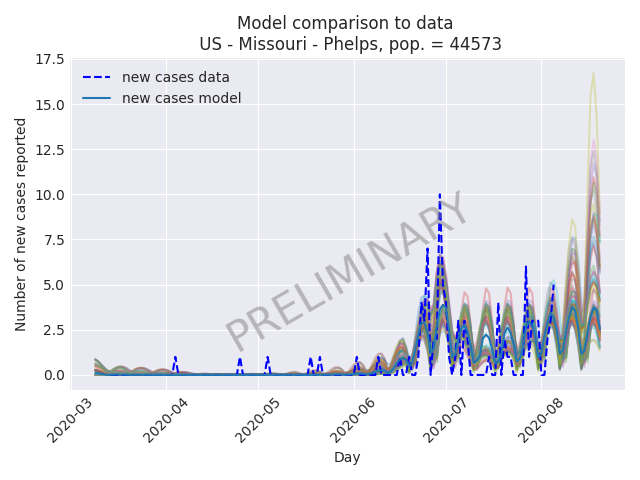 Model comparison to data
US - Missouri - Phelps, pop. = 44573
17.5
15.0
12.5
10.0
7.5
5.0
2.5
0.0
Number of new cases reported
new cases data
new cases model
PRELIMINARY
2020-03
2020-04
2020-05
2020-06
2020-07
2020-08
Day